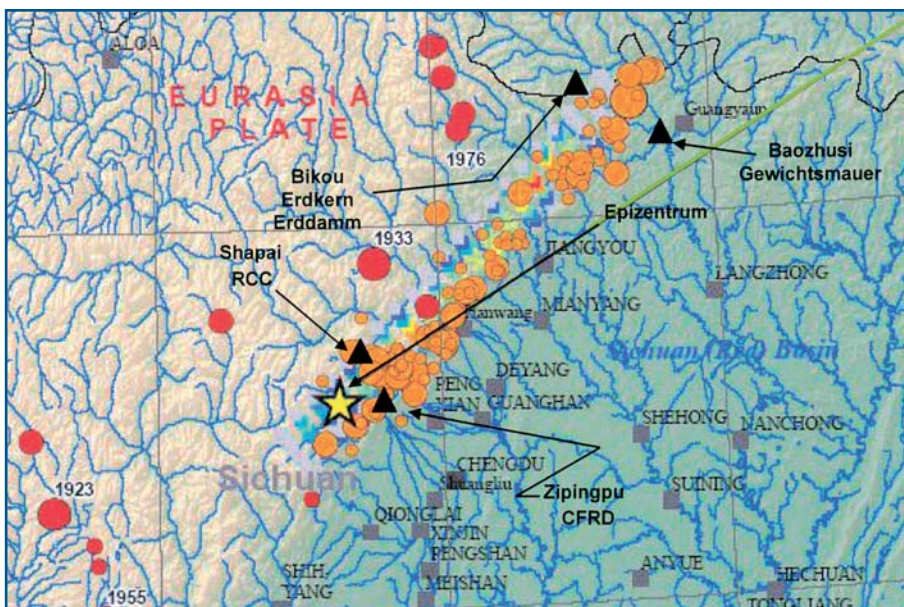 ALGA
EURASIA
PLATE
Guangyaun
1976
Baozhusi
Gewichtsmauer
Bikou
Erdkern
Erddamm
Epizentrum
1933
Shapai
RCC
JIANGYOU
LANGZHONG
Hanwang
MIANYANG
Sichuan (Red) Basin
DEYANG
PENG
XIAN
GUANGHAN
SHEHONG
NANCHONG
Sichuan
CHENGDU
Shuangliu
1923
Zipingpu
CFRD
SUINING
QIONGLAI
XINJIN
PENGSHAN
SHIH
YANG
MEISHAN
ANYUE
HECHUAN
1955
TONGLIANG